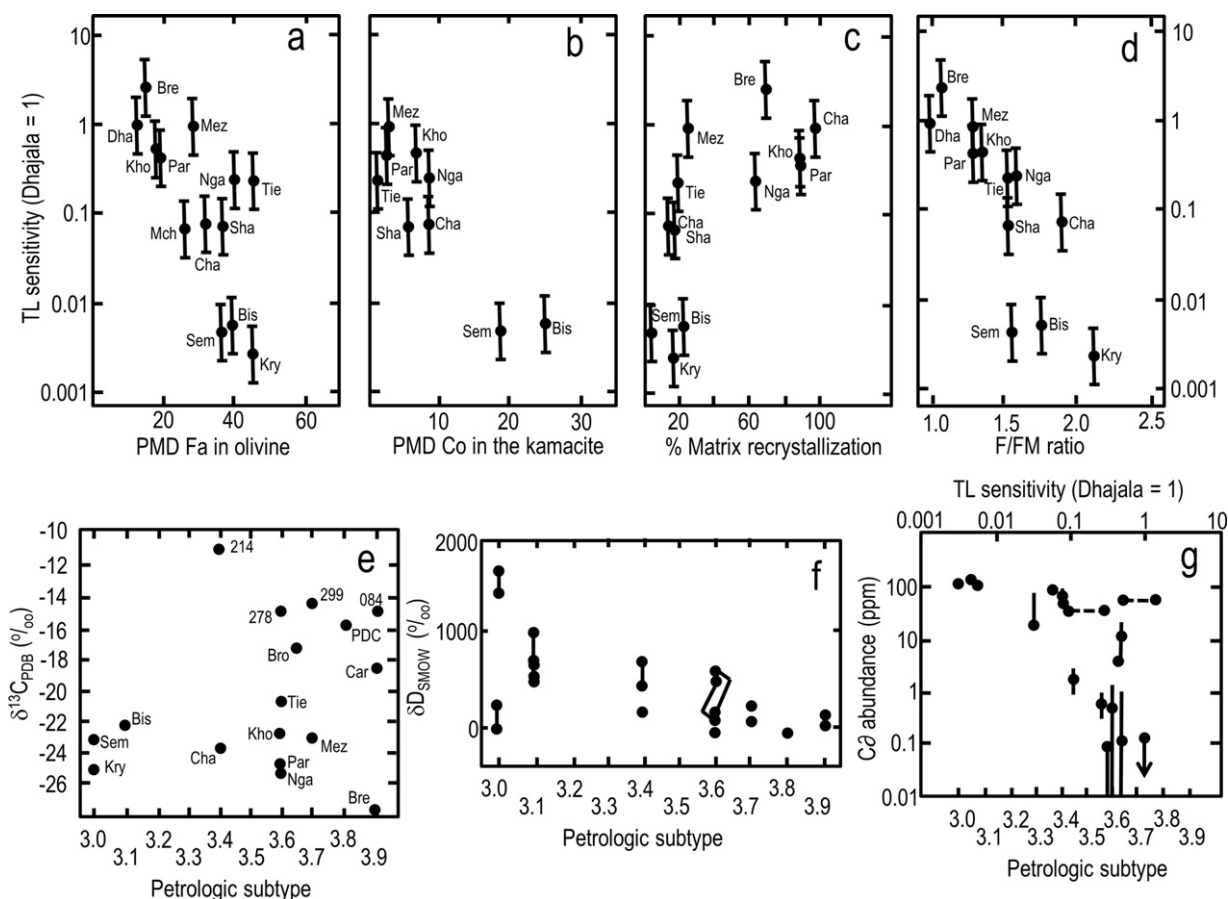 a
b
c
d
TL sensitivity (Dhajala = 1)
10
1
0.1
0.01
0.001
Bre
Dha
Mez
Kho
Par
Nga
Tie
Mch
Cha
Sha
Sem
Bis
Kry
20 40 60
PMD Fa in olivine
Mez
Kho
Par
Nga
Tie
Sha
Cha
Sem
Bis
10 20 30
PMD Co in the kamacite
Bre
Mez
Cha
Kho
Tie
Nga
Par
Cha
Sha
Sem
Bis
Kry
20 60 100
% Matrix recrystallization
Bre
Mez
Dha
Kho
Par
Tie
Nga
Sha
Cha
Sem
Bis
Kry
10
1
0.1
0.01
0.001
1.0 1.5 2.0 2.5
F/FM ratio
e
δ13CPDB (º/oo)
-10
-12
-14
-16
-18
-20
-22
-24
-26
214
299
278
084
PDC
Bro
Car
Tie
Bis
Sem
Kho
Mez
Cha
Kry
Par
Nga
Bre
3.0 3.2 3.4 3.6 3.8
3.1 3.3 3.5 3.7 3.9
Petrologic subtype
f
δDSMOW (º/oo)
2000
1000
0
3.0 3.2 3.4 3.6 3.8
3.1 3.3 3.5 3.7 3.9
Petrologic subtype
TL sensitivity (Dhajala = 1)
0.001 0.1 1 10
0.01
g
C∂ abundance (ppm)
100
10
1
0.1
0.01
3.0 3.2 3.4 3.6 3.8
3.1 3.3 3.5 3.7 3.9
Petrologic subtype